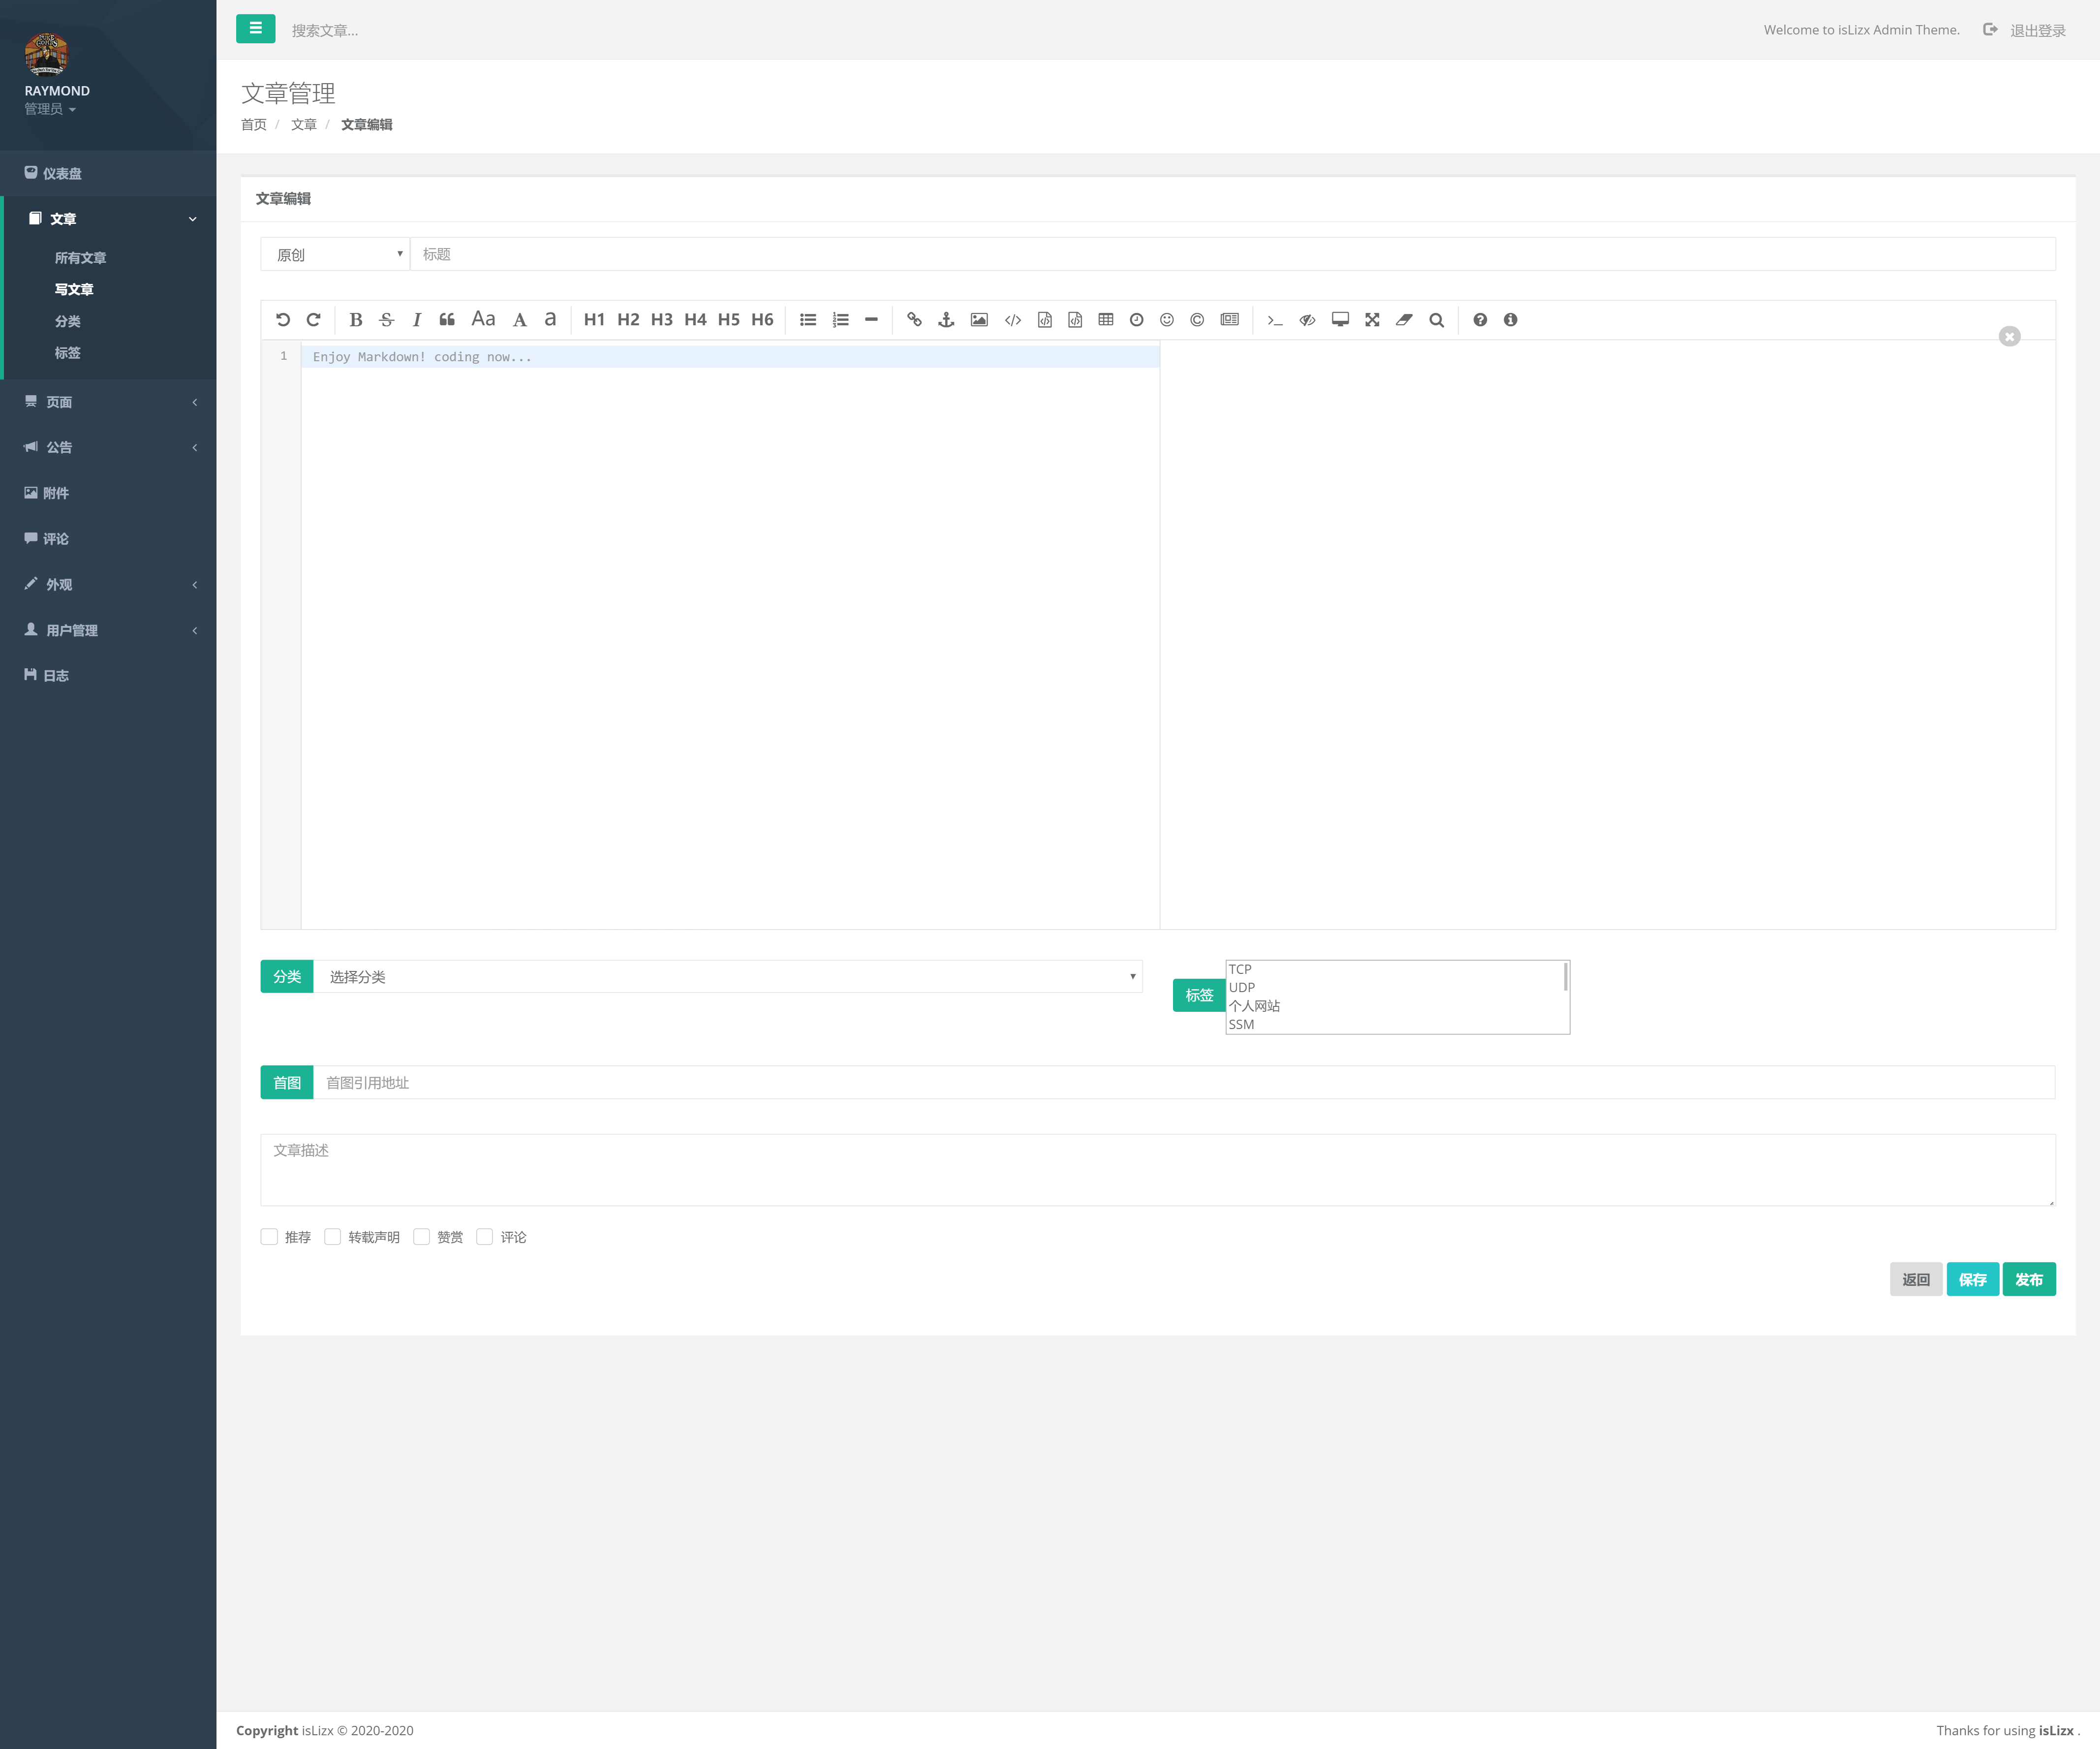 RAYMOND
管理员
仪表盘
文章
所有文章
写文章
分类
标签
页面
公告
附件
评论
外观
用户管理
日志
搜索文章...
Welcome to isLizx Admin Theme.
退出登录
文章管理
首页 / 文章 / 文章编辑
文章编辑
原创
标题
B S I Aa A a H1 H2 H3 H4 H5 H6
1
Enjoy Markdown! coding now...
分类
选择分类
标签
TCP
UDP
个人网站
SSM
首图
首图引用地址
文章描述
推荐 转载声明 赞赏 评论
返回 保存 发布
Copyright isLizx © 2020-2020
Thanks for using isLizx .